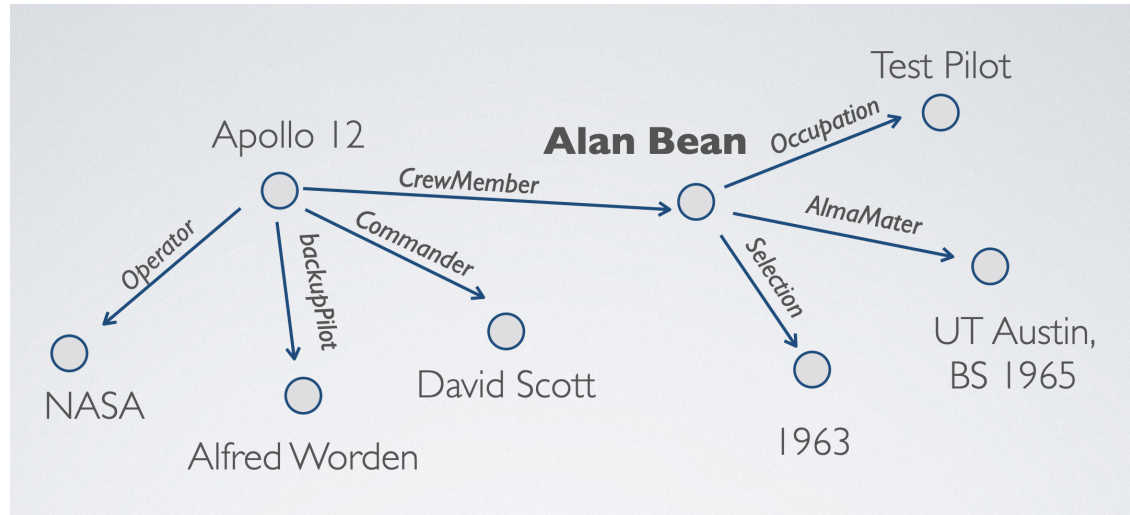 Test Pilot
Apollo 12
Alan Bean
Occupation
CrewMember
AlmaMater
Operator
backupPilot
Commander
Selection
UT Austin,
BS 1965
NASA
David Scott
Alfred Worden
1963